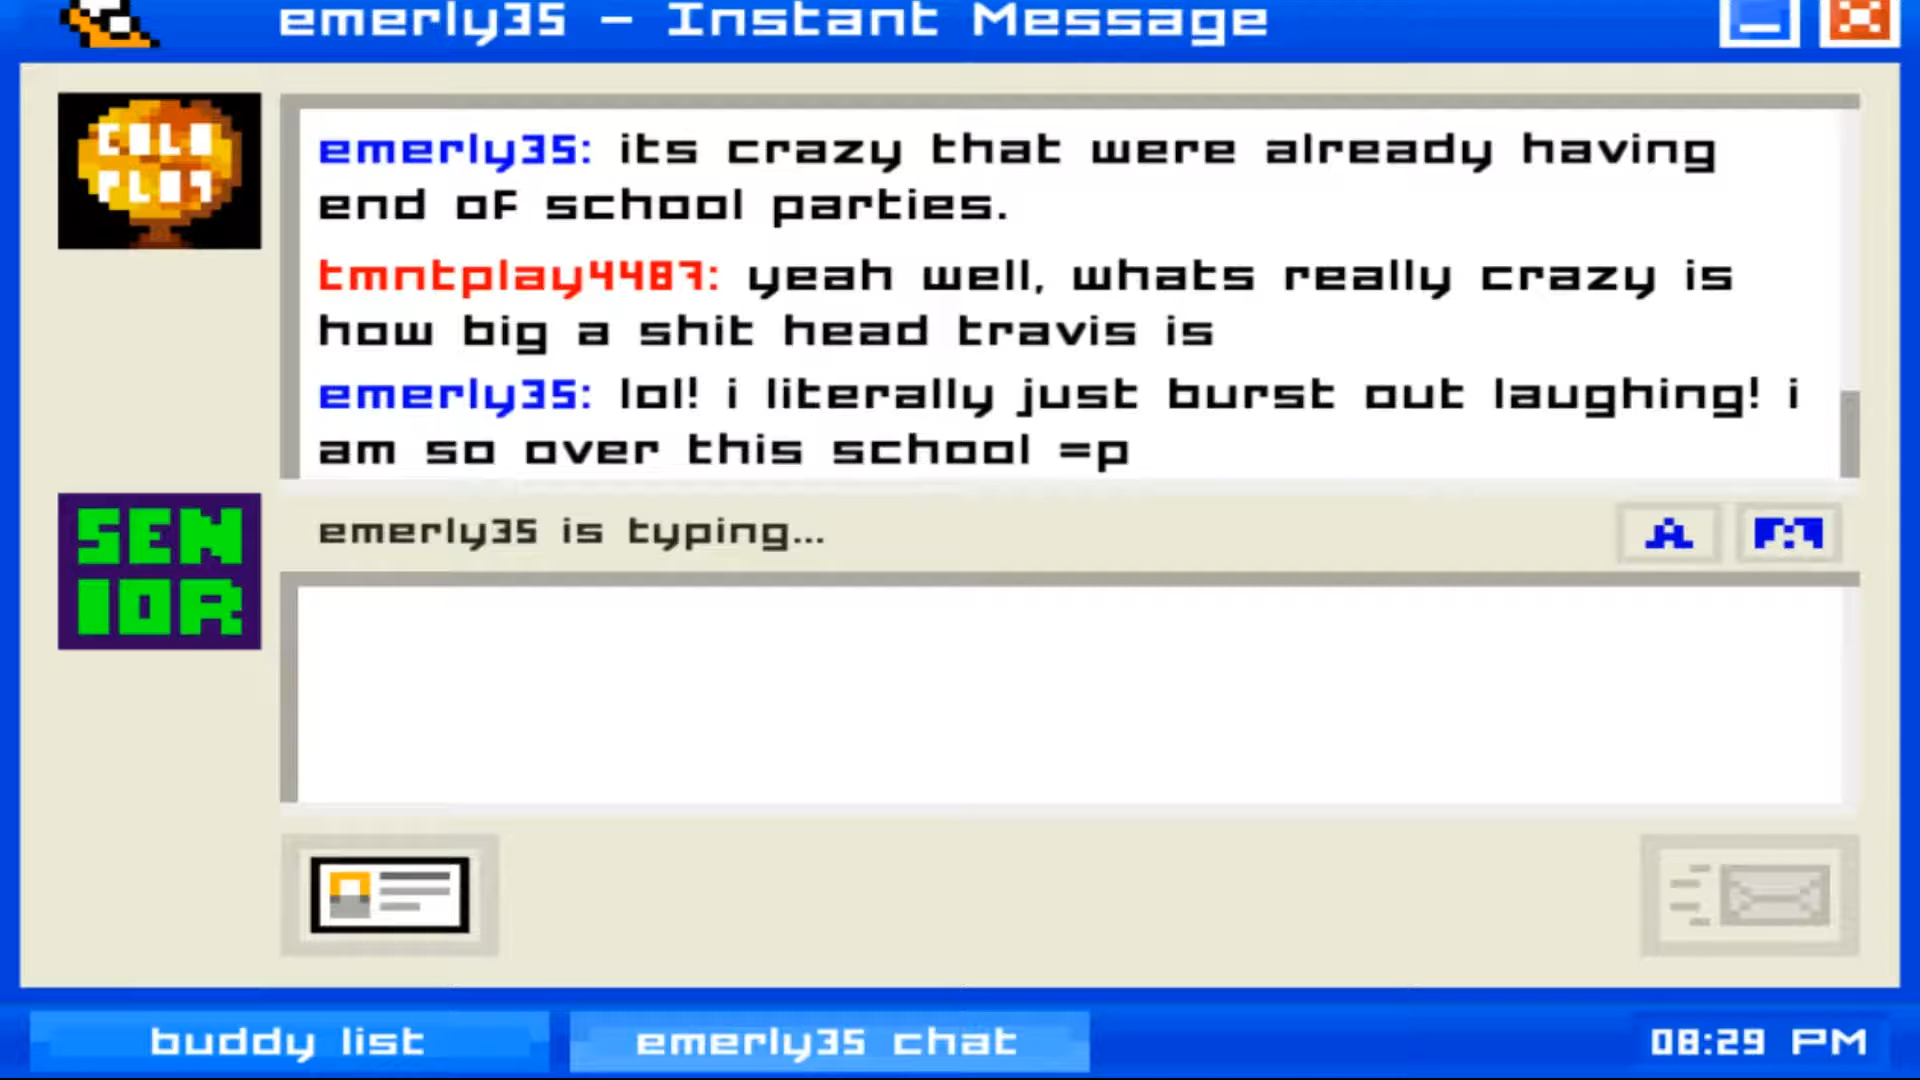 emerly35 - Instant Message
COLD
PLAY
emerly35: its crazy that were already having
end of school parties.
tmntplay4487: yeah well, whats really crazy is
how big a shit head travis is
emerly35: lol! i literally just burst out laughing! i
am so over this school =p
SEN
IOR
emerly35 is typing...
A
buddy list
emerly35 chat
08:29 PM